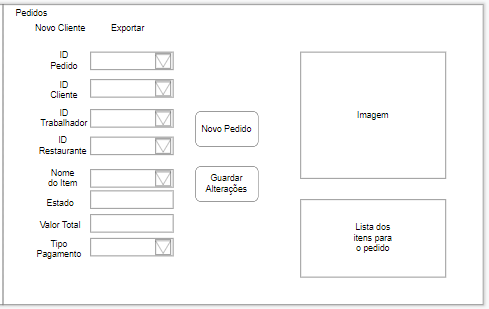 Pedidos
Novo Cliente Exportar
ID
Pedido
ID
Cliente
ID
Trabalhador
ID
Restaurante
Nome
do Item
Estado
Valor Total
Tipo
Pagamento
Novo Pedido
Guardar
Alterações
Imagem
Lista dos
itens para
o pedido